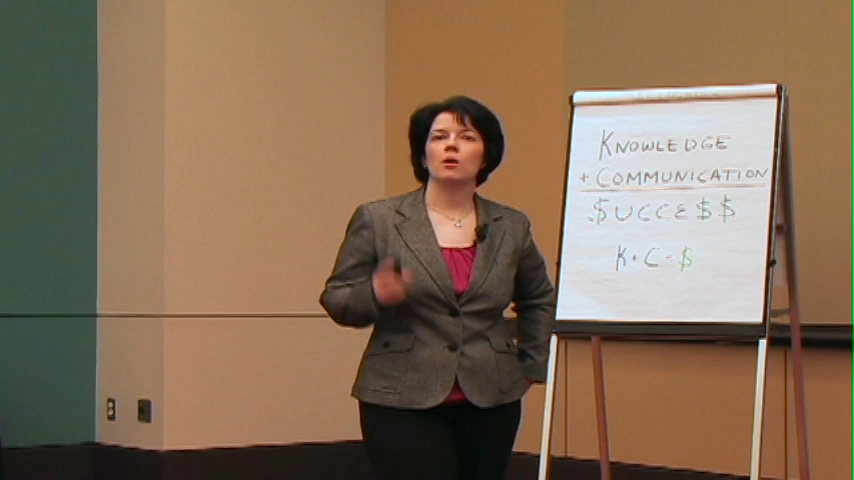 KNOWLEDGE
+ COMMUNICATION
$UCCE$$
K + C = $